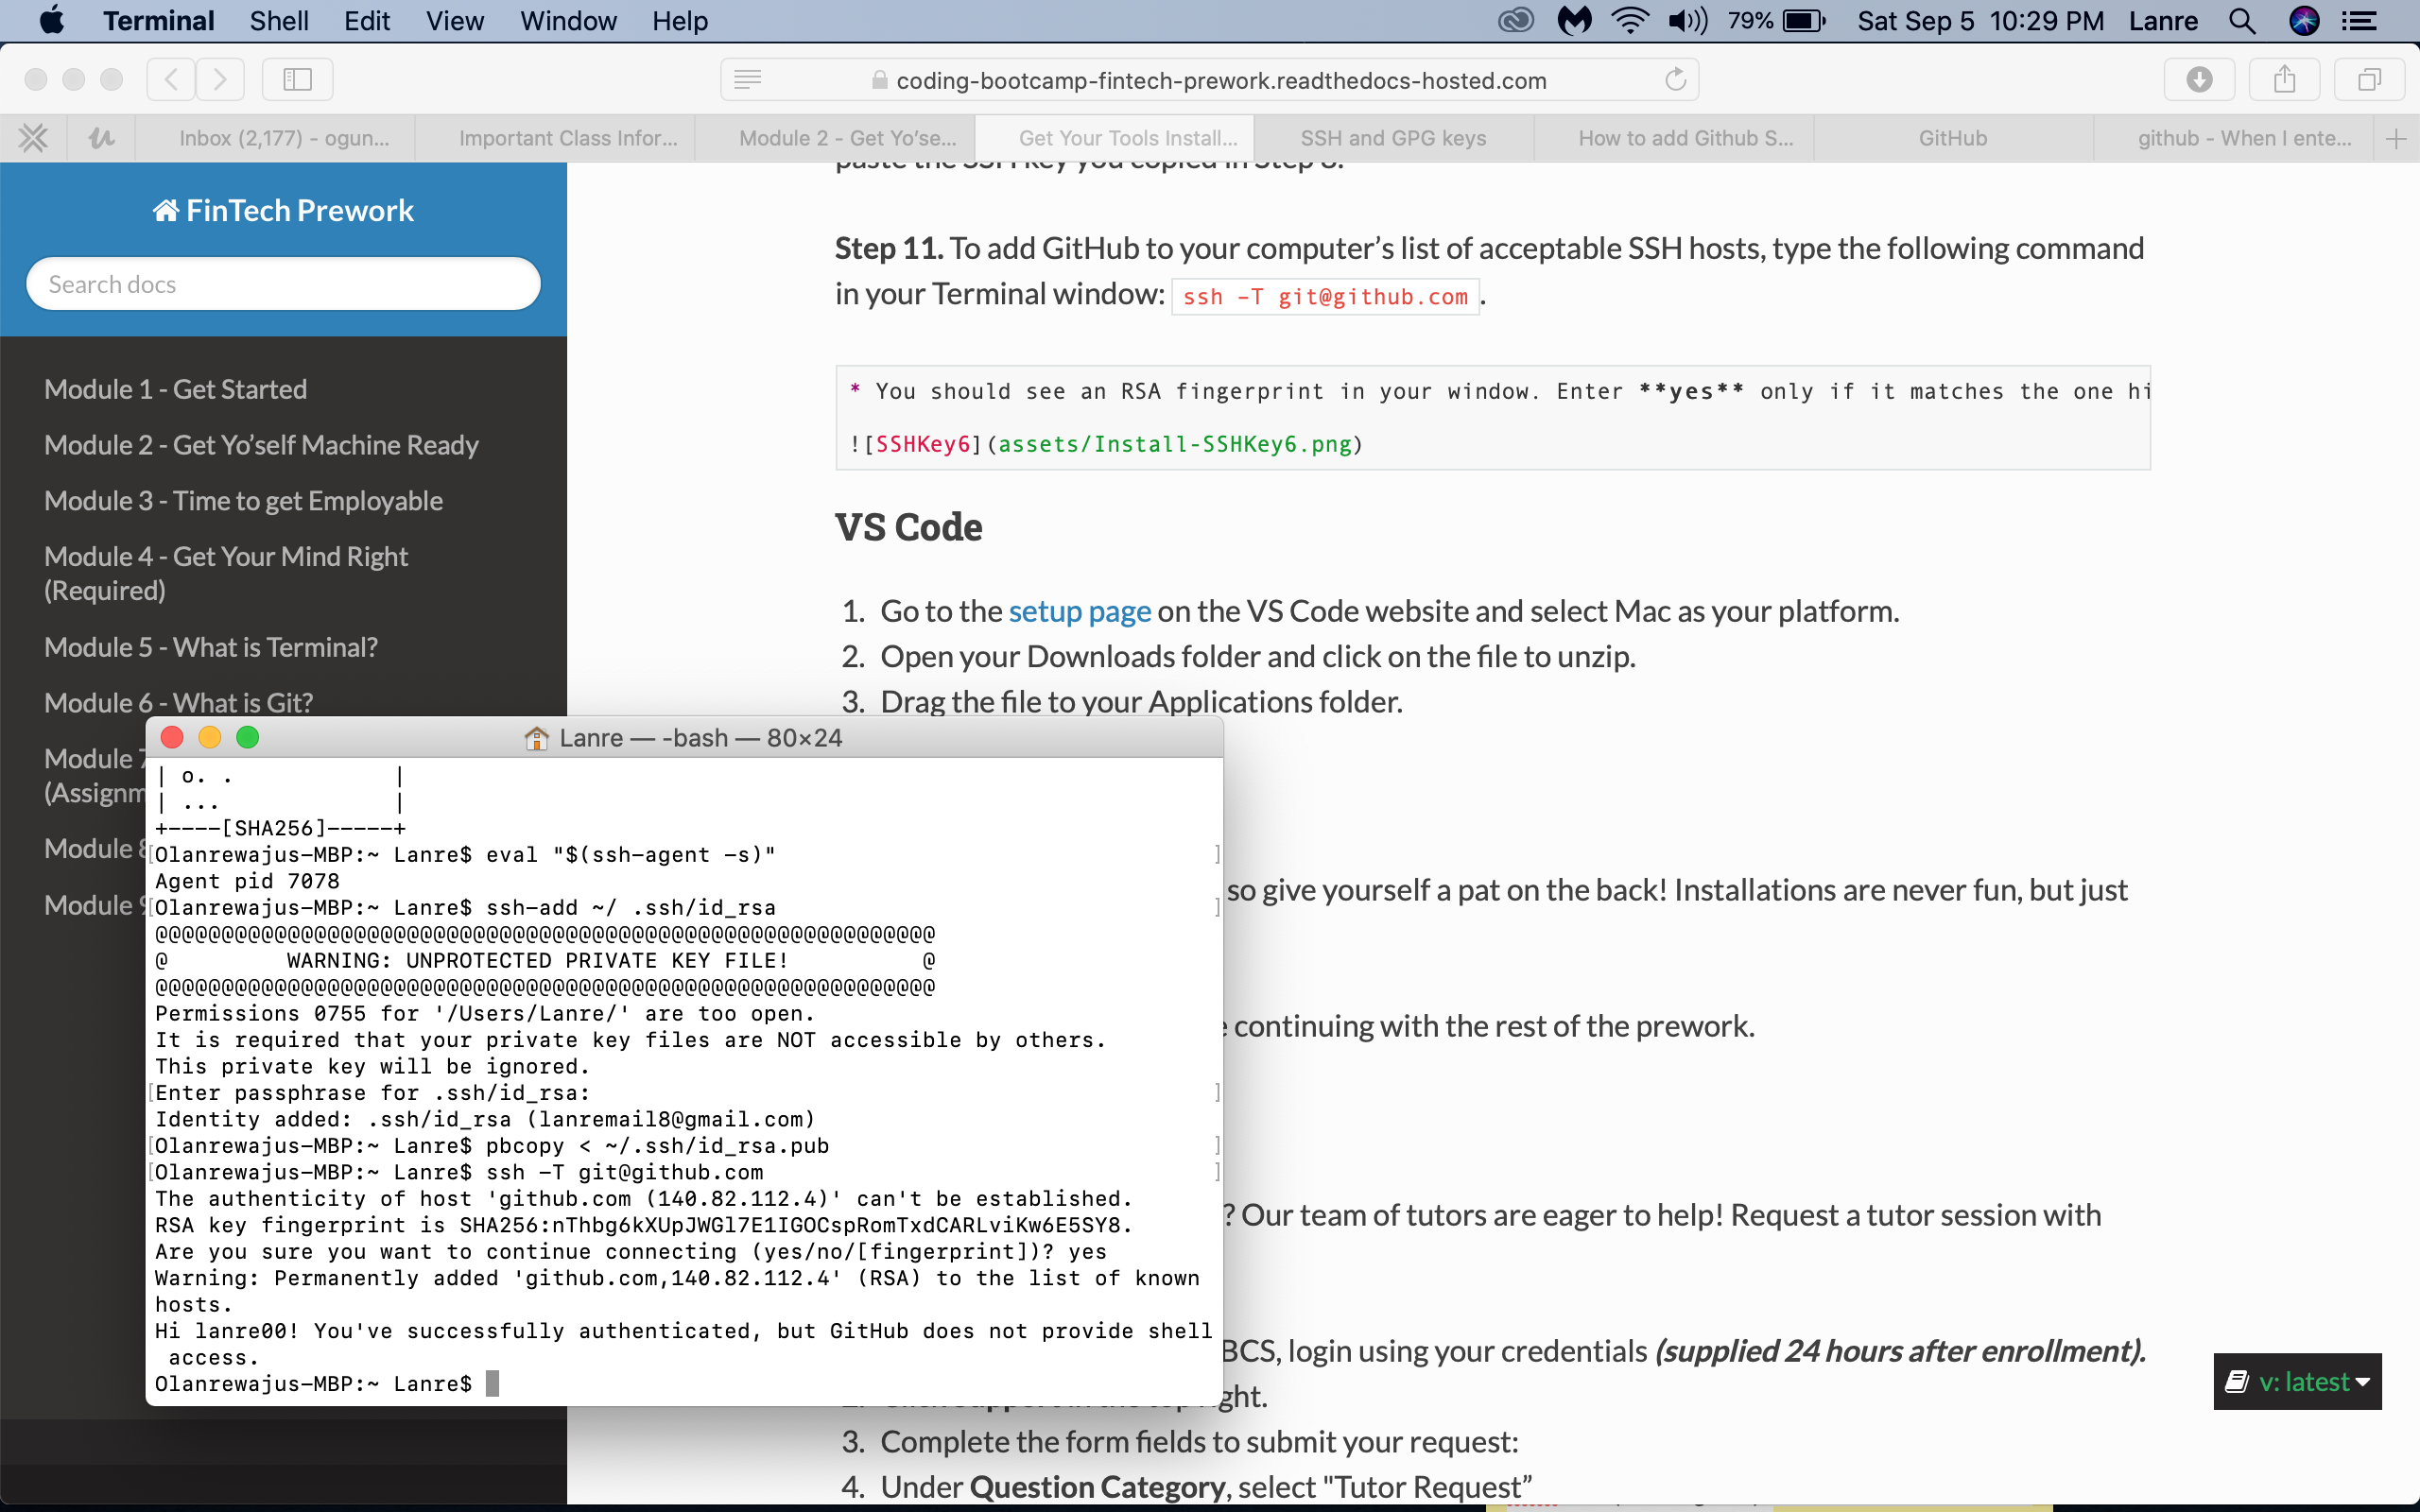 Terminal Shell Edit View Window Help 79% Sat Sep 5 10:29 PM Lanre
coding-bootcamp-fintech-prework.readthedocs-hosted.com
Inbox (2,177) - ogun... Important Class Infor... Module 2 - Get Yo'se... Get Your Tools Install... SSH and GPG keys How to add Github S... GitHub github - When I ente...
FinTech Prework
Search docs
Module 1 - Get Started
Module 2 - Get Yo'self Machine Ready
Module 3 - Time to get Employable
Module 4 - Get Your Mind Right
(Required)
Module 5 - What is Terminal?
Module 6 - What is Git?
Module 7
(Assignm
Module 8
Module 9
paste the SSH key you copied in Step 8.
Step 11. To add GitHub to your computer's list of acceptable SSH hosts, type the following command
in your Terminal window: ssh -T git@github.com.
* You should see an RSA fingerprint in your window. Enter **yes** only if it matches the one hi
![SSHKey6](assets/Install-SSHKey6.png)
VS Code
1. Go to the setup page on the VS Code website and select Mac as your platform.
2. Open your Downloads folder and click on the file to unzip.
3. Drag the file to your Applications folder.
so give yourself a pat on the back! Installations are never fun, but just
continuing with the rest of the prework.
? Our team of tutors are eager to help! Request a tutor session with
BCS, login using your credentials (supplied 24 hours after enrollment).
ght.
3. Complete the form fields to submit your request:
4. Under Question Category, select "Tutor Request”
v: latest
Lanre — -bash — 80×24
| o. . |
| ... |
+----[SHA256]-----+
[Olanrewajus-MBP:~ Lanre$ eval "$(ssh-agent -s)" ]
Agent pid 7078
[Olanrewajus-MBP:~ Lanre$ ssh-add ~/ .ssh/id_rsa ]
@@@@@@@@@@@@@@@@@@@@@@@@@@@@@@@@@@@@@@@@@@@@@@@@@@@@@@@@@@@
@ WARNING: UNPROTECTED PRIVATE KEY FILE! @
@@@@@@@@@@@@@@@@@@@@@@@@@@@@@@@@@@@@@@@@@@@@@@@@@@@@@@@@@@@
Permissions 0755 for '/Users/Lanre/' are too open.
It is required that your private key files are NOT accessible by others.
This private key will be ignored.
[Enter passphrase for .ssh/id_rsa: ]
Identity added: .ssh/id_rsa (lanremail8@gmail.com)
[Olanrewajus-MBP:~ Lanre$ pbcopy < ~/.ssh/id_rsa.pub ]
[Olanrewajus-MBP:~ Lanre$ ssh -T git@github.com ]
The authenticity of host 'github.com (140.82.112.4)' can't be established.
RSA key fingerprint is SHA256:nThbg6kXUpJWGl7E1IGOCspRomTxdCARLviKw6E5SY8.
Are you sure you want to continue connecting (yes/no/[fingerprint])? yes
Warning: Permanently added 'github.com,140.82.112.4' (RSA) to the list of known
hosts.
Hi lanre00! You've successfully authenticated, but GitHub does not provide shell
access.
Olanrewajus-MBP:~ Lanre$